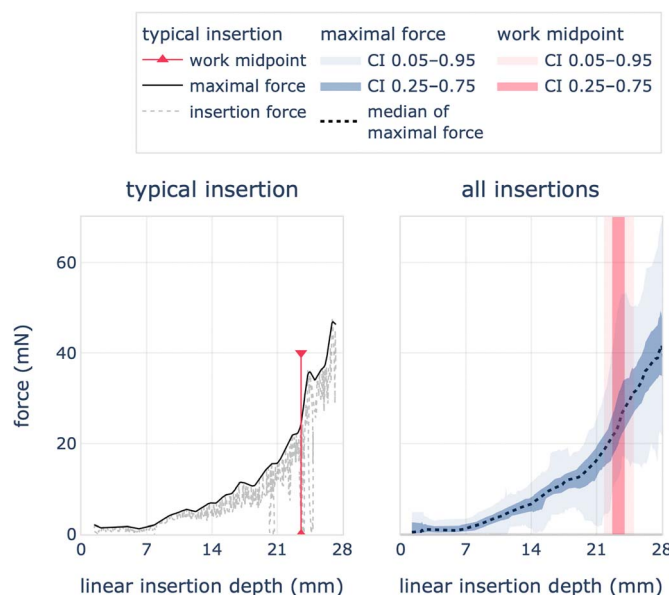 typical insertion
work midpoint
maximal force
insertion force
maximal force
CI 0.05–0.95
CI 0.25–0.75
median of
maximal force
work midpoint
CI 0.05–0.95
CI 0.25–0.75
typical insertion
all insertions
60
40
20
0
force (mN)
0 7 14 21 28
0 7 14 21 28
linear insertion depth (mm)
linear insertion depth (mm)